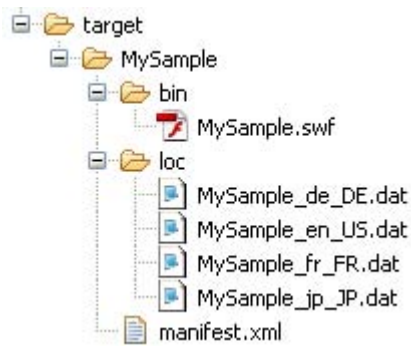 target
MySample
bin
MySample.swf
loc
MySample_de_DE.dat
MySample_en_US.dat
MySample_fr_FR.dat
MySample_jp_JP.dat
manifest.xml